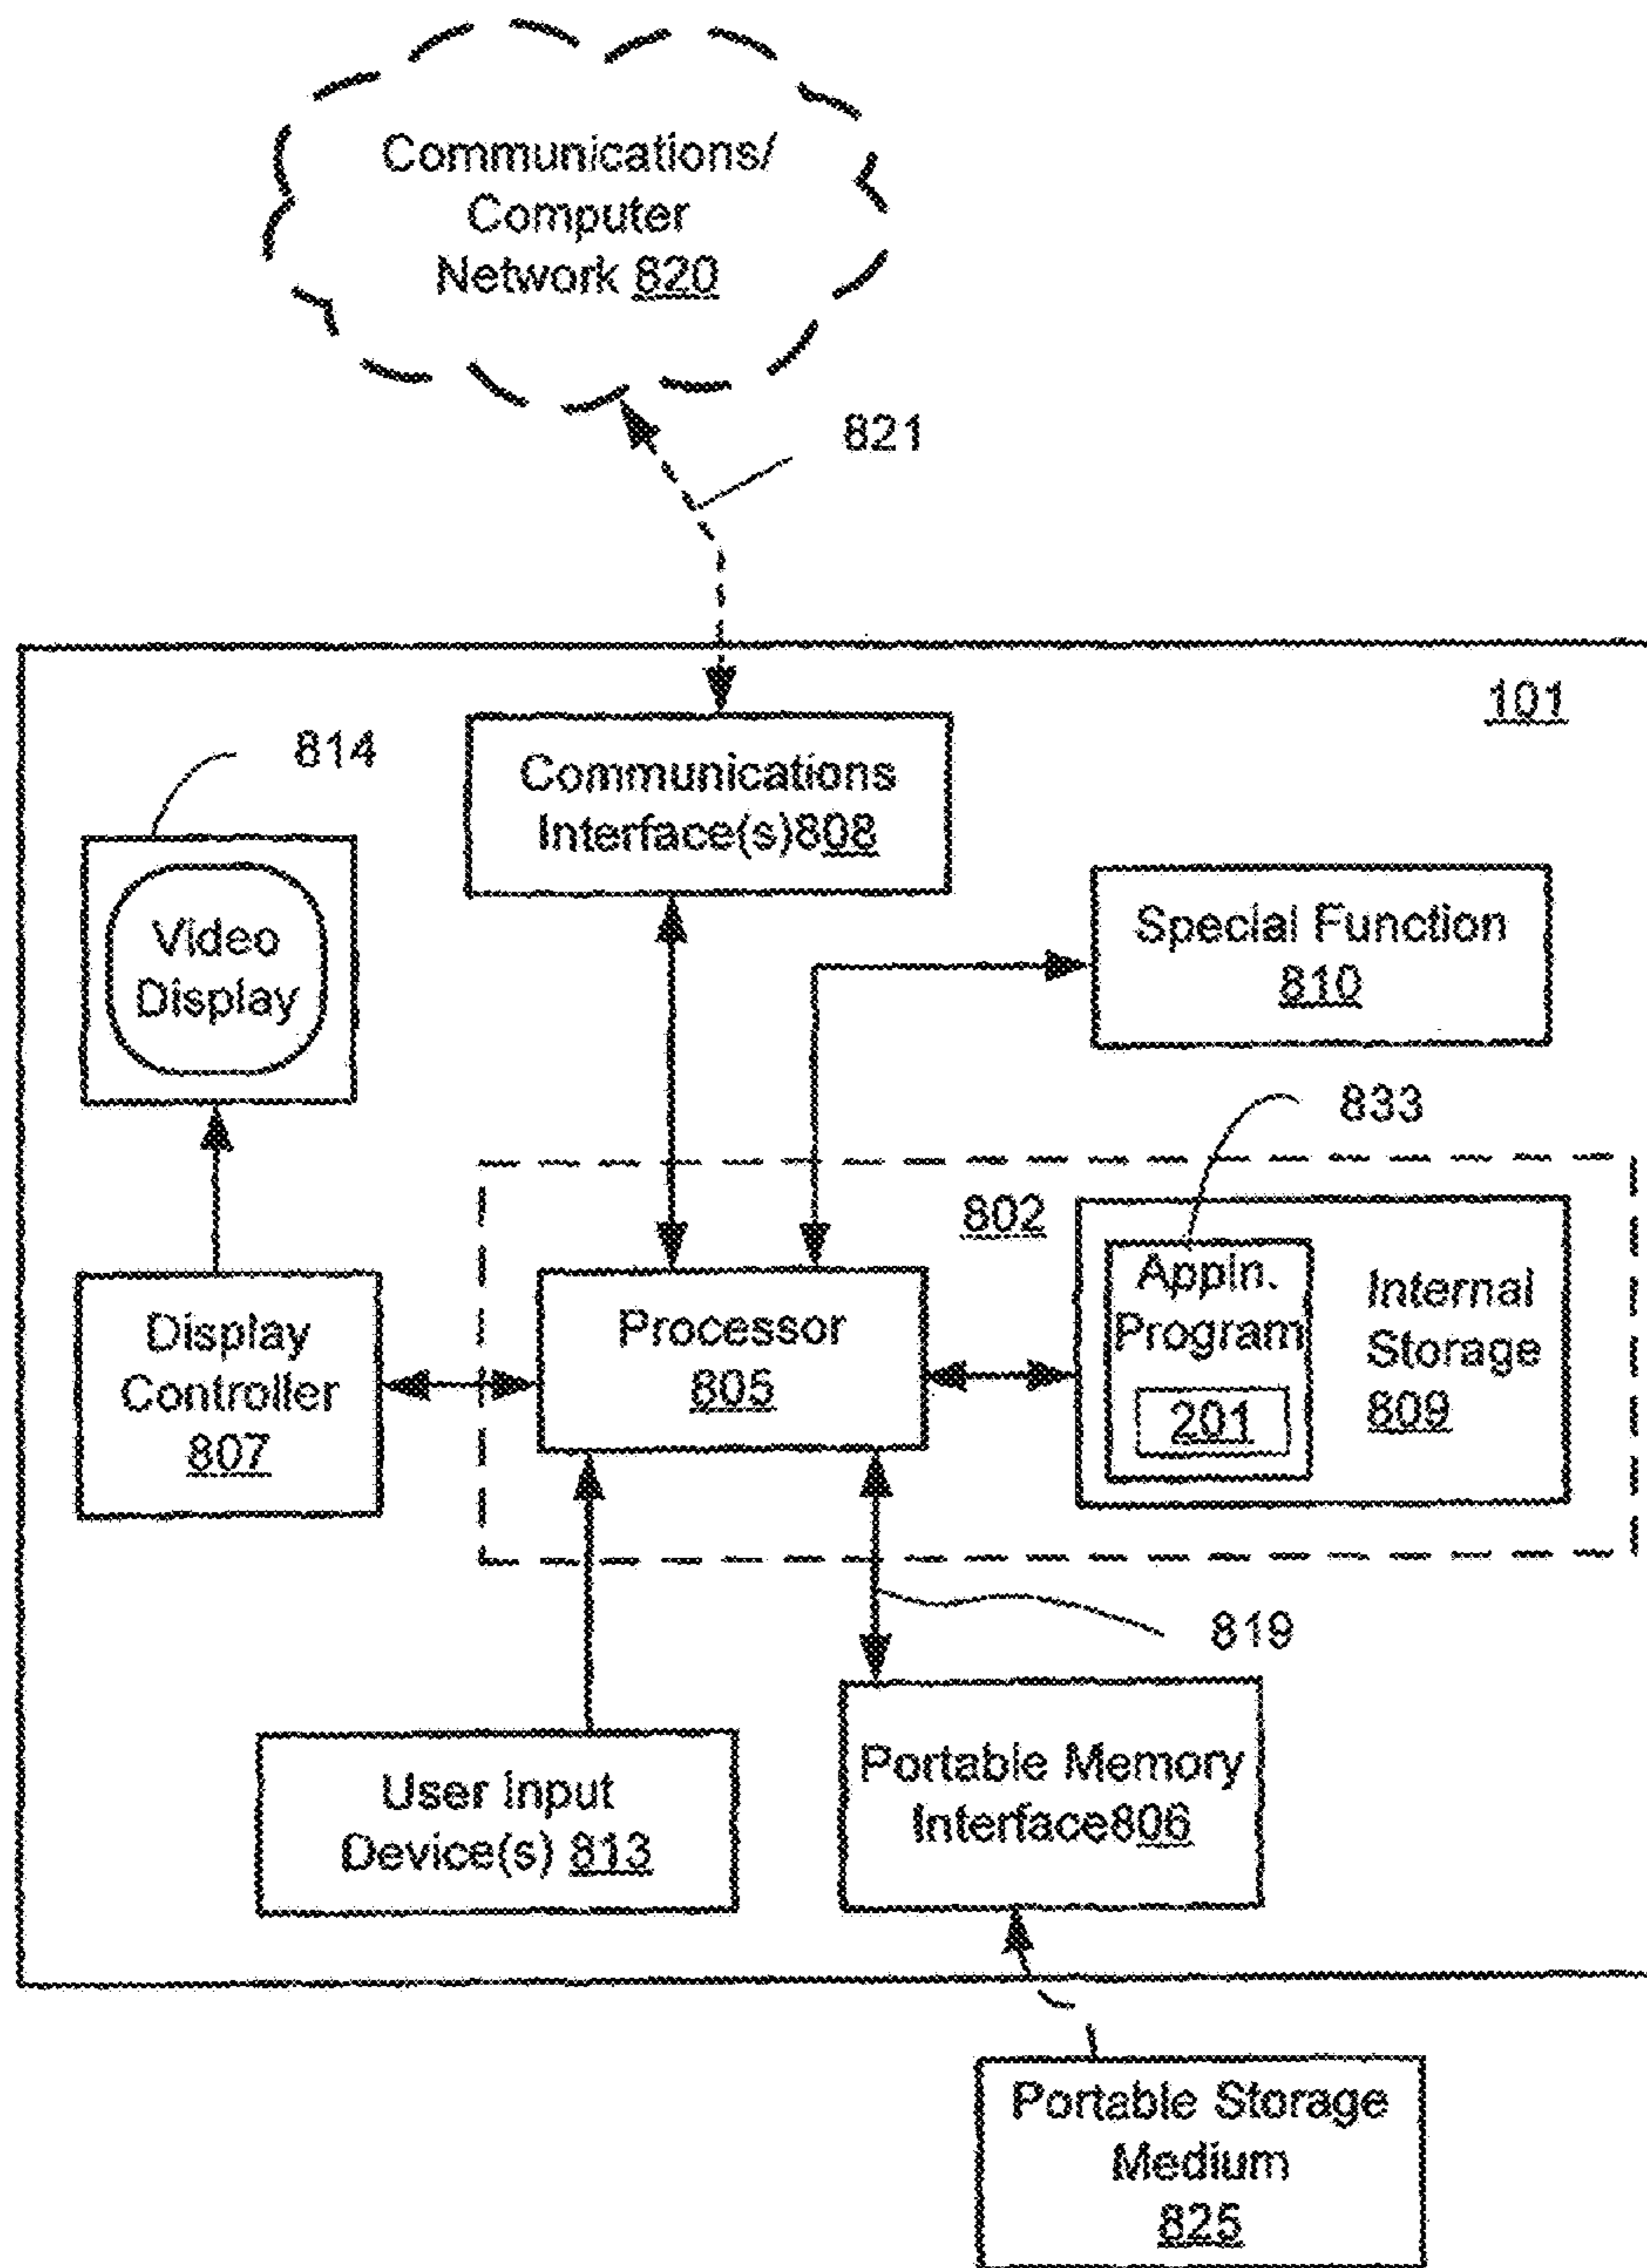 Communications/
Computer
Network 820
821
101
814
Communications
Interface(s)808
Video
Display
Special Function
810
833
802
Appln.
Program
201
Internal
Storage
809
Display
Controller
807
Processor
805
819
User Input
Device(s) 813
Portable Memory
Interface806
Portable Storage
Medium
825